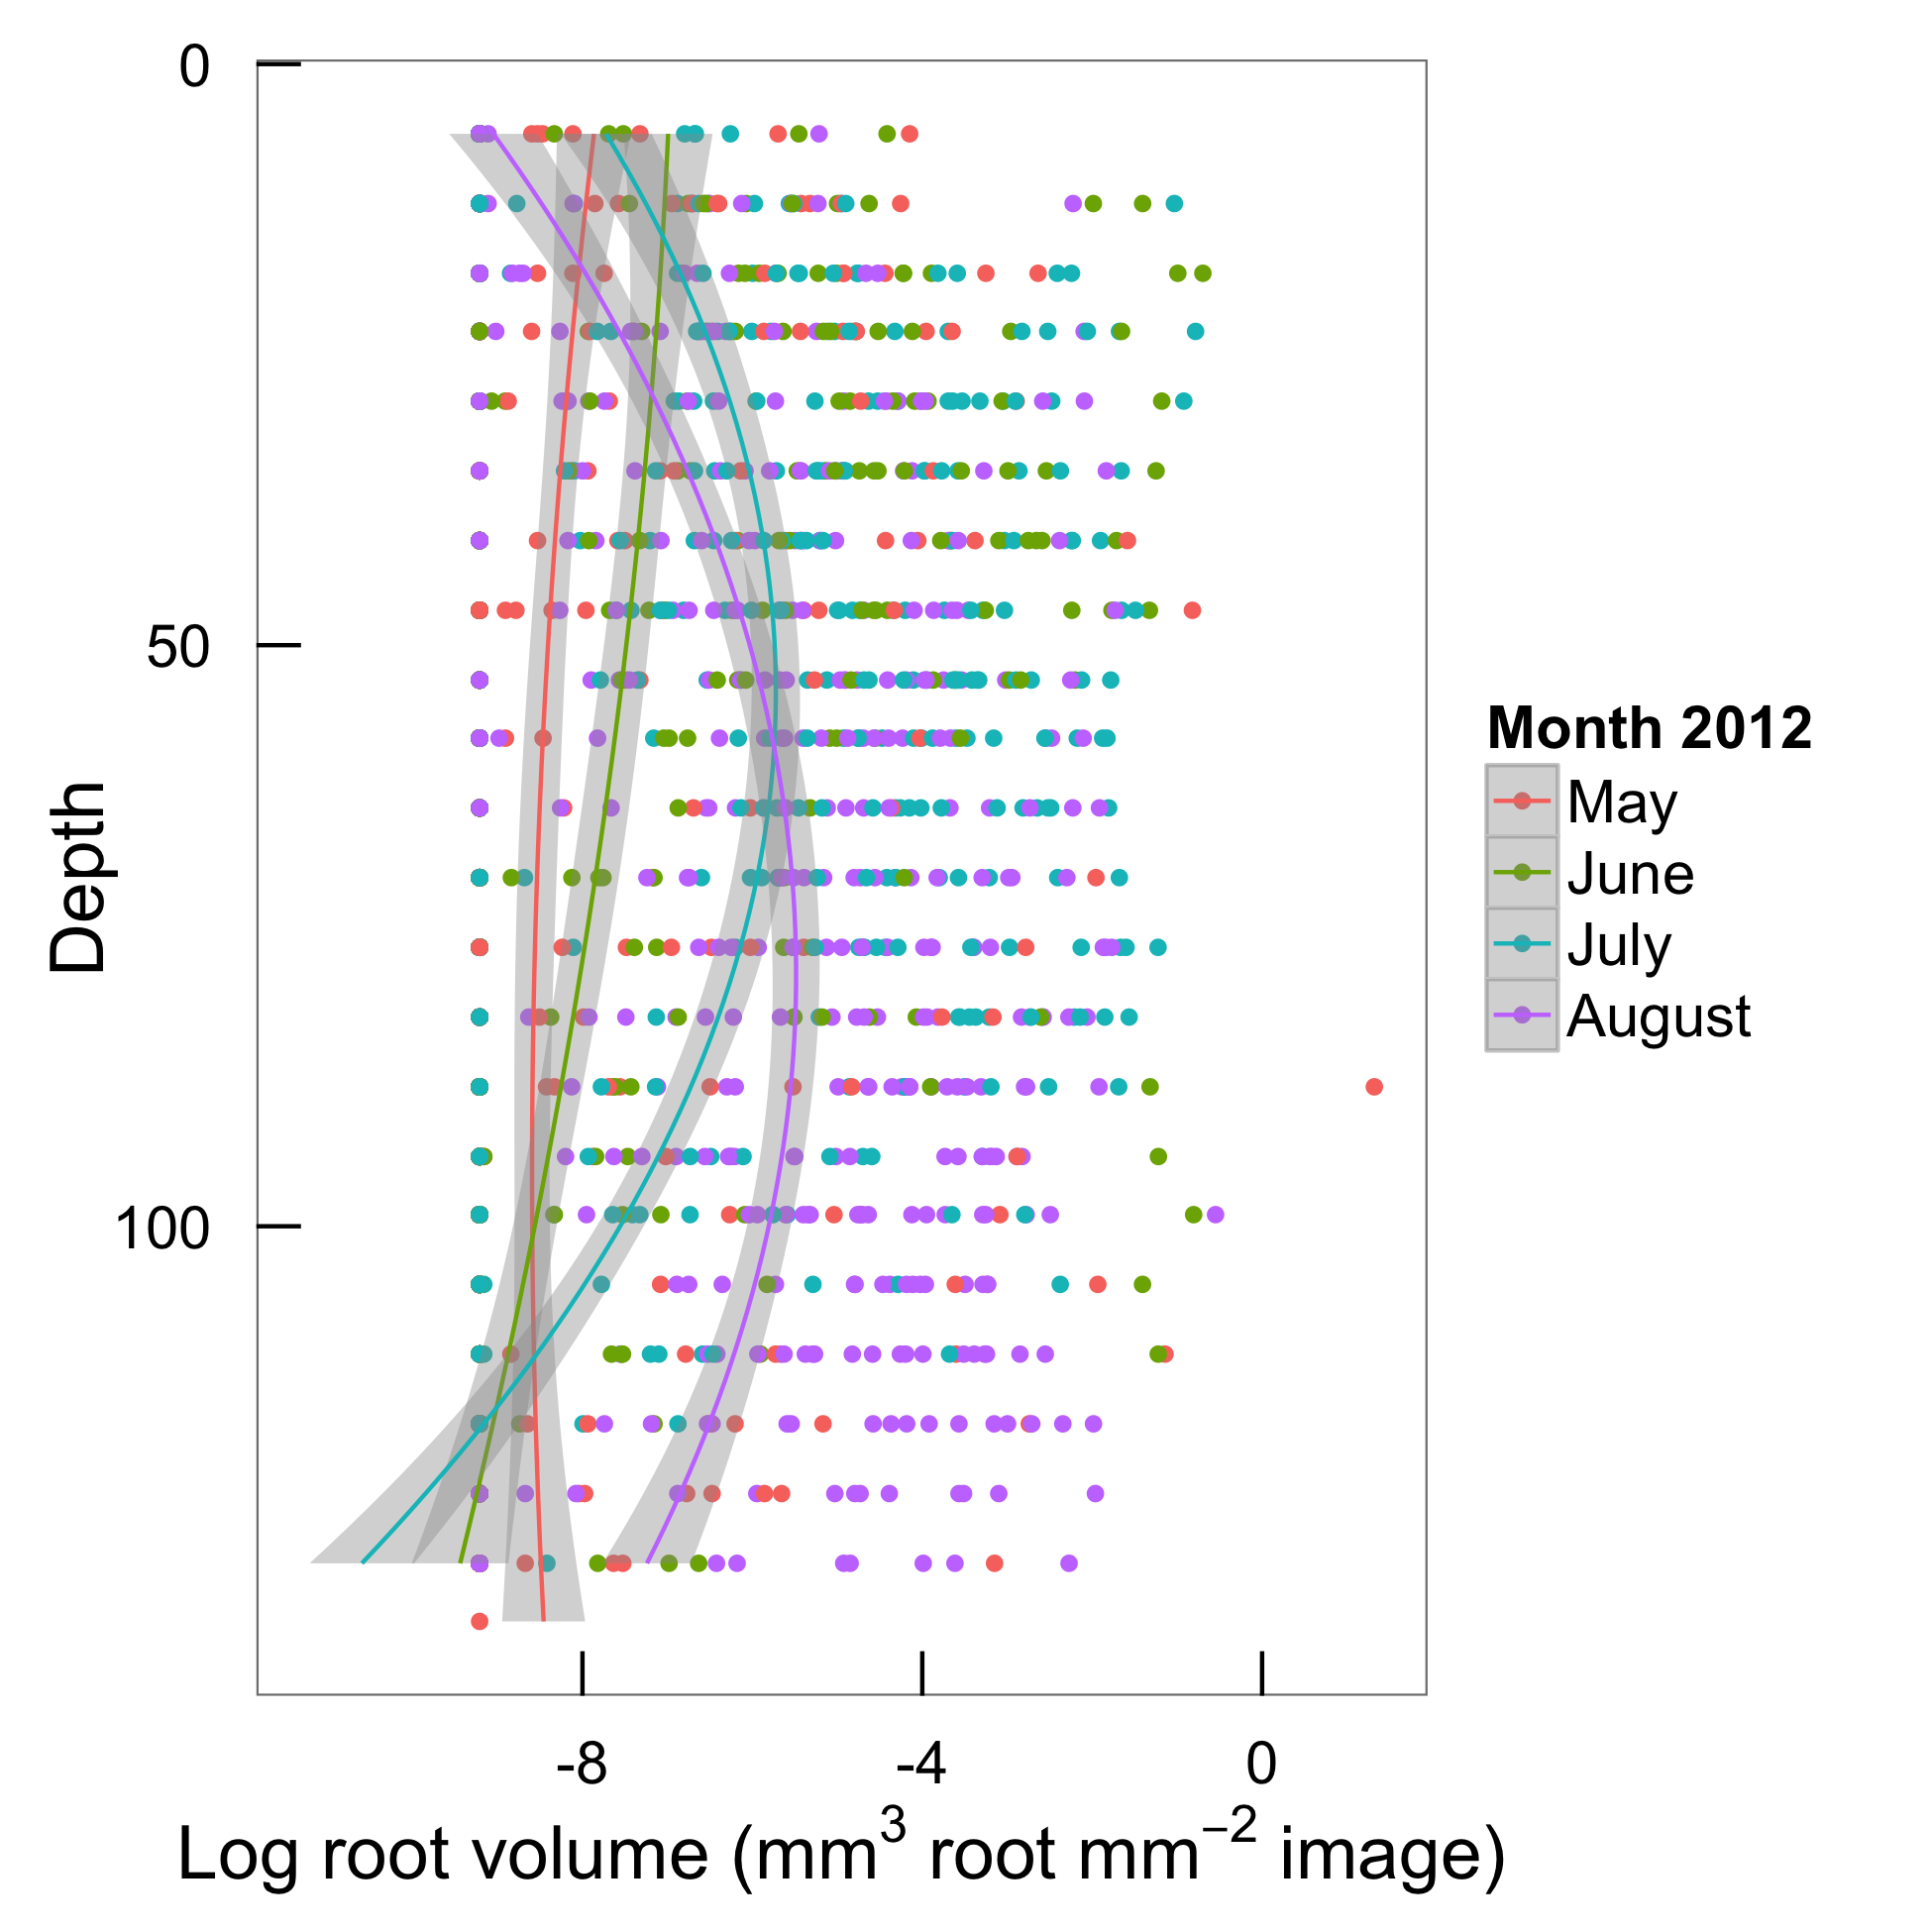 0
50
100
Depth
-8
-4
0
Log root volume (mm³ root mm⁻² image)
Month 2012
May
June
July
August